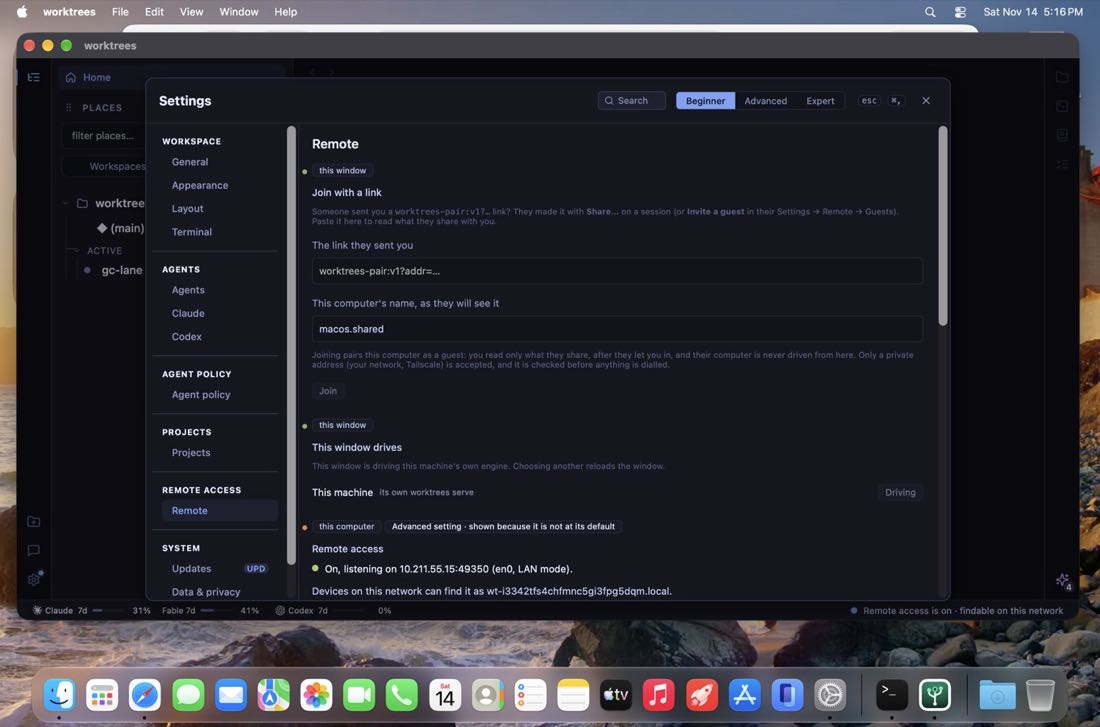 worktrees File Edit View Window Help Sat Nov 14 5:16 PM
worktrees
Home
PLACES
filter places...
Workspaces
worktree
(main)
ACTIVE
gc-lane
Settings
Search
Beginner Advanced Expert
esc ⌘,
WORKSPACE
General
Appearance
Layout
Terminal
AGENTS
Agents
Claude
Codex
AGENT POLICY
Agent policy
PROJECTS
Projects
REMOTE ACCESS
Remote
SYSTEM
Updates UPD
Data & privacy
Remote
this window
Join with a link
Someone sent you a worktrees-pair:v1?… link? They made it with Share... on a session (or Invite a guest in their Settings → Remote → Guests).
Paste it here to read what they share with you.
The link they sent you
worktrees-pair:v1?addr=...
This computer's name, as they will see it
macos.shared
Joining pairs this computer as a guest: you read only what they share, after they let you in, and their computer is never driven from here. Only a private
address (your network, Tailscale) is accepted, and it is checked before anything is dialled.
Join
this window
This window drives
This window is driving this machine's own engine. Choosing another reloads the window.
This machine its own worktrees serve
Driving
this computer Advanced setting · shown because it is not at its default
Remote access
On, listening on 10.211.55.15:49350 (en0, LAN mode).
Devices on this network can find it as wt-i3342tfs4chfmnc5gi3fpg5dqm.local.
4
Claude 7d 31% Fable 7d 41% Codex 7d 0%
Remote access is on · findable on this network
Sat
14
tv